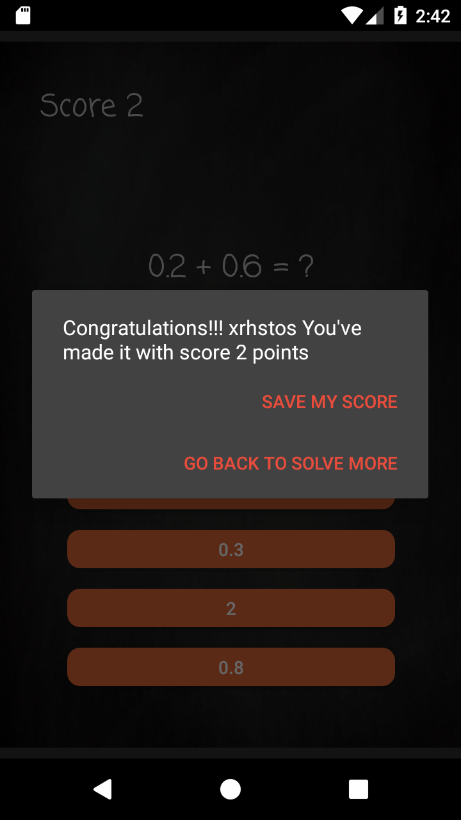 2:42
Score 2
0.2 + 0.6 = ?
Congratulations!!! xrhstos You've
made it with score 2 points
SAVE MY SCORE
GO BACK TO SOLVE MORE
0.3
2
0.8